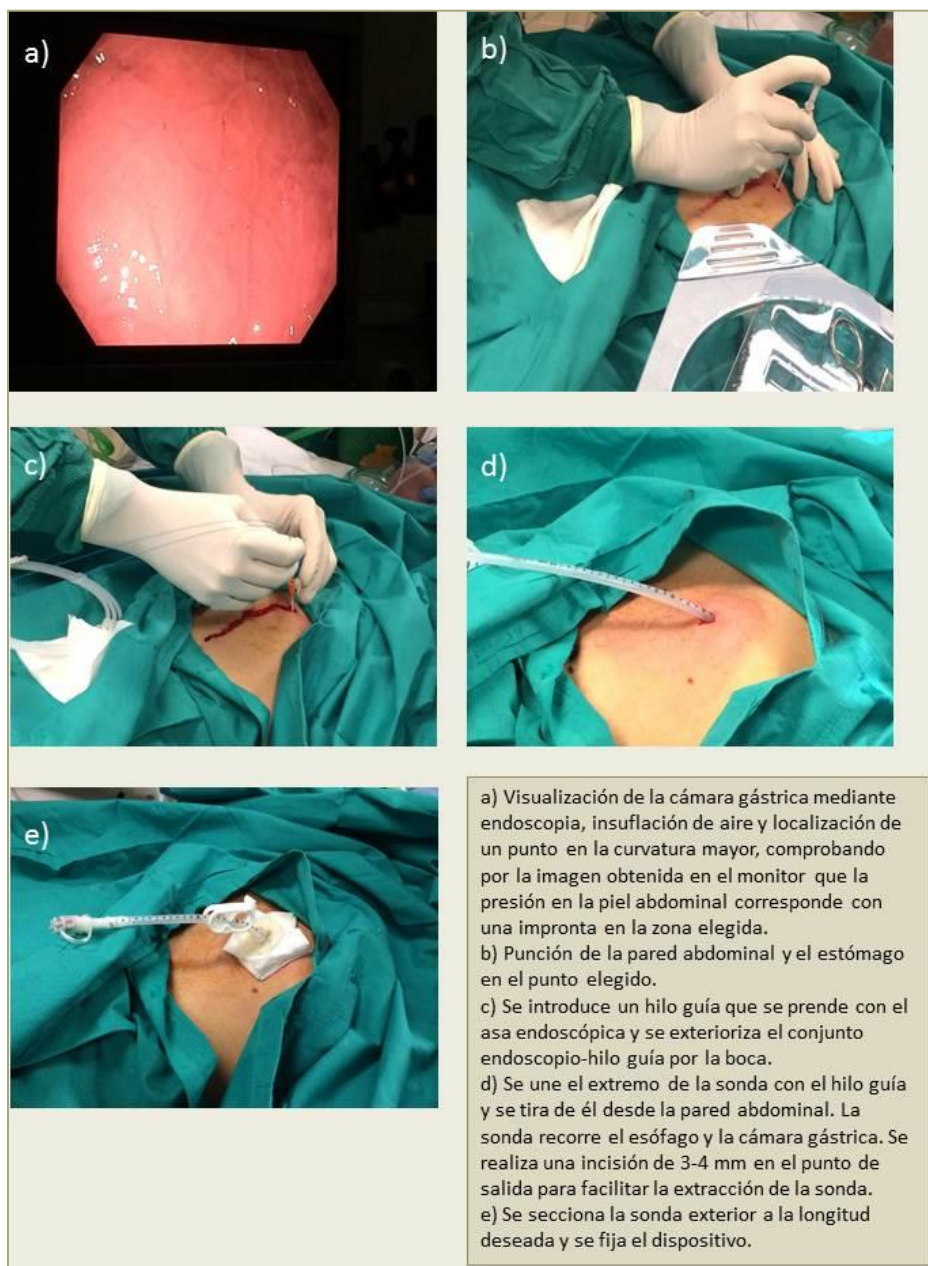 a)
b)
c)
d)
e)
a) Visualización de la cámara gástrica mediante
endoscopia, insuflación de aire y localización de
un punto en la curvatura mayor, comprobando
por la imagen obtenida en el monitor que la
presión en la piel abdominal corresponde con
una impronta en la zona elegida.
b) Punción de la pared abdominal y el estómago
en el punto elegido.
c) Se introduce un hilo guía que se prende con el
asa endoscópica y se exterioriza el conjunto
endoscopio-hilo guía por la boca.
d) Se une el extremo de la sonda con el hilo guía
y se tira de él desde la pared abdominal. La
sonda recorre el esófago y la cámara gástrica. Se
realiza una incisión de 3-4 mm en el punto de
salida para facilitar la extracción de la sonda.
e) Se secciona la sonda exterior a la longitud
deseada y se fija el dispositivo.